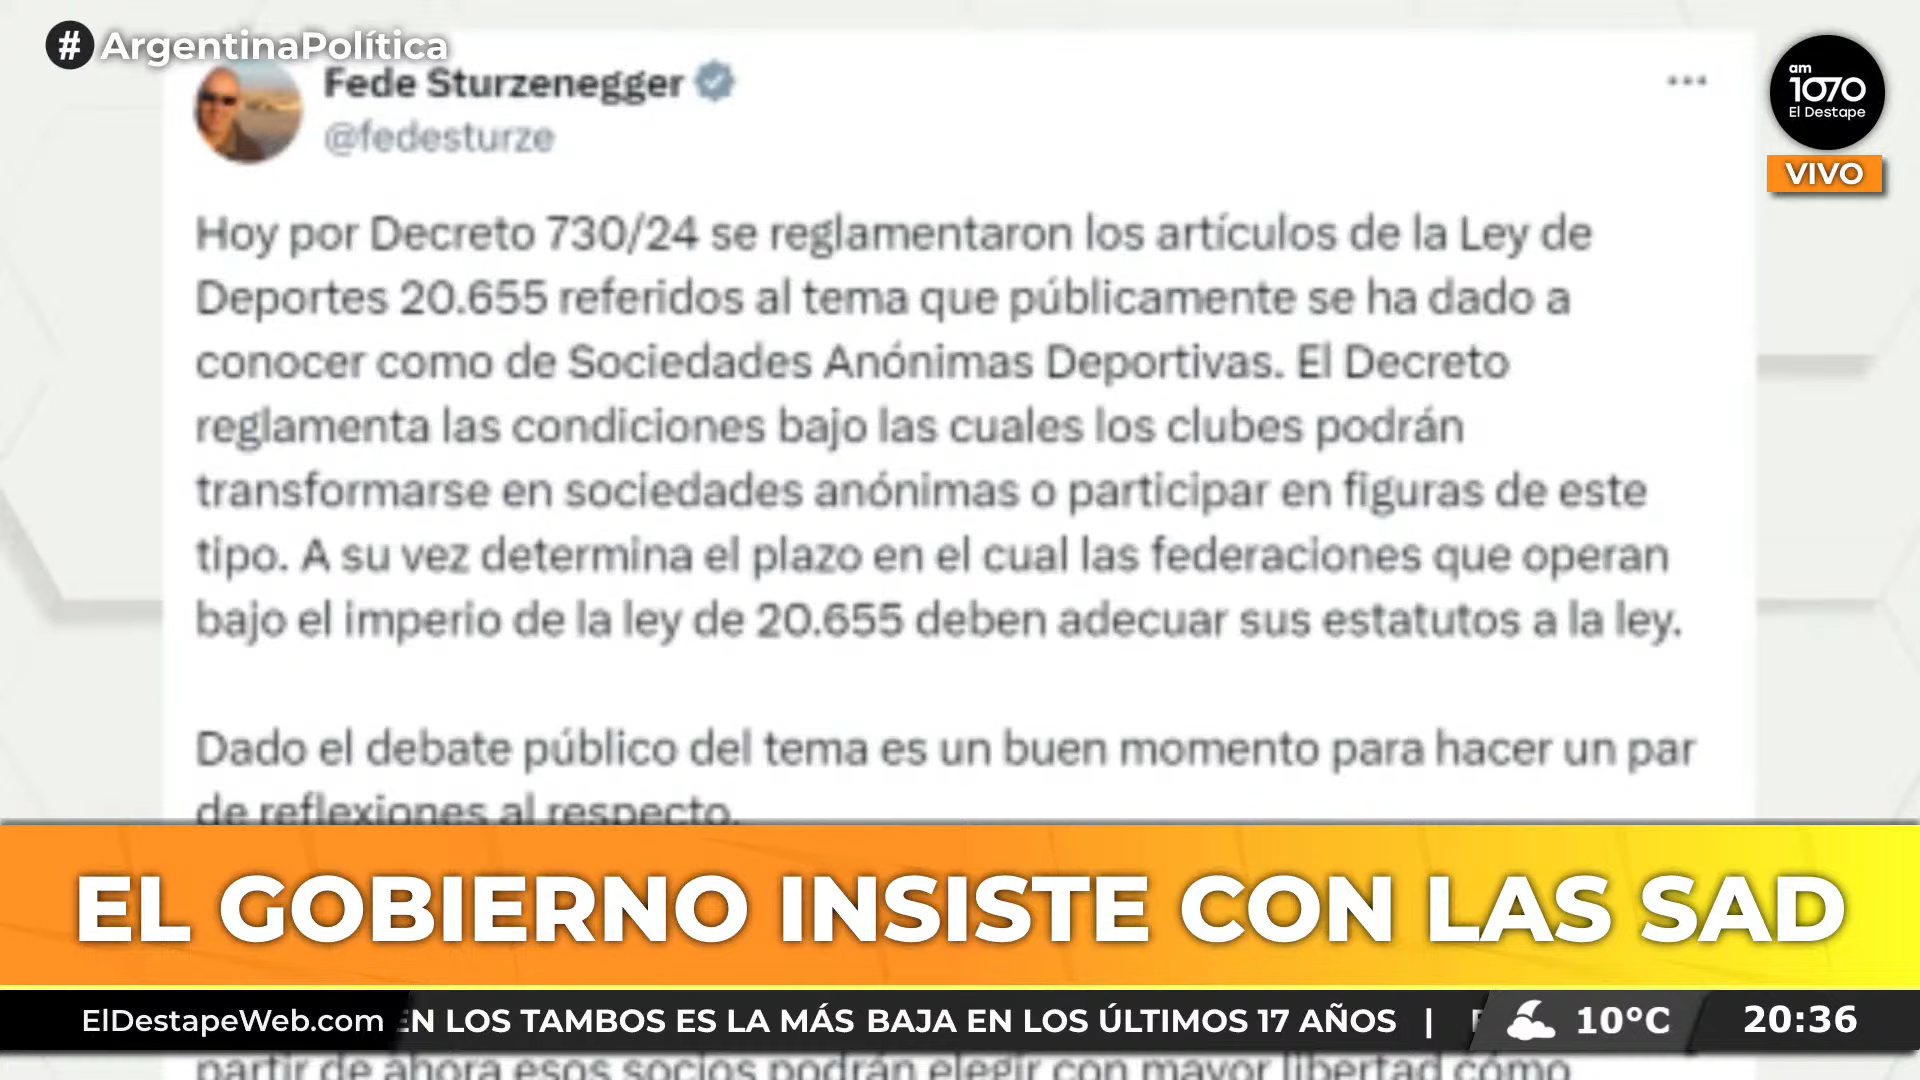 # ArgentinaPolítica
Fede Sturzenegger
@fedesturze
am
1070
El Destape
VIVO
Hoy por Decreto 730/24 se reglamentaron los artículos de la Ley de
Deportes 20.655 referidos al tema que públicamente se ha dado a
conocer como de Sociedades Anónimas Deportivas. El Decreto
reglamenta las condiciones bajo las cuales los clubes podrán
transformarse en sociedades anónimas o participar en figuras de este
tipo. A su vez determina el plazo en el cual las federaciones que operan
bajo el imperio de la ley de 20.655 deben adecuar sus estatutos a la ley.
Dado el debate público del tema es un buen momento para hacer un par
de reflexiones al respecto.
EL GOBIERNO INSISTE CON LAS SAD
ElDestapeWeb.com
EN LOS TAMBOS ES LA MÁS BAJA EN LOS ÚLTIMOS 17 AÑOS |
10°C
20:36
partir de ahora esos socios podrán elegir con mayor libertad cómo